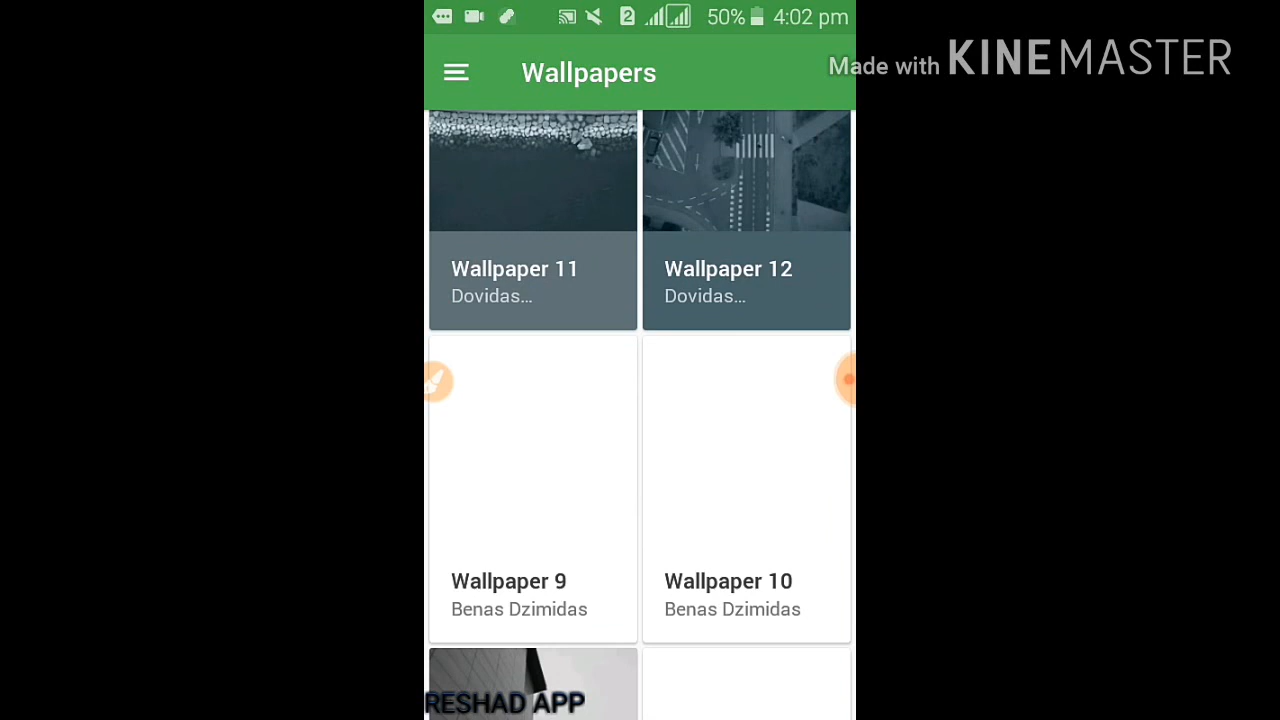 2 50% 4:02 pm
Wallpapers
Made with KINEMASTER
Wallpaper 11
Dovidas…
Wallpaper 12
Dovidas…
Wallpaper 9
Benas Dzimidas
Wallpaper 10
Benas Dzimidas
RESHAD APP